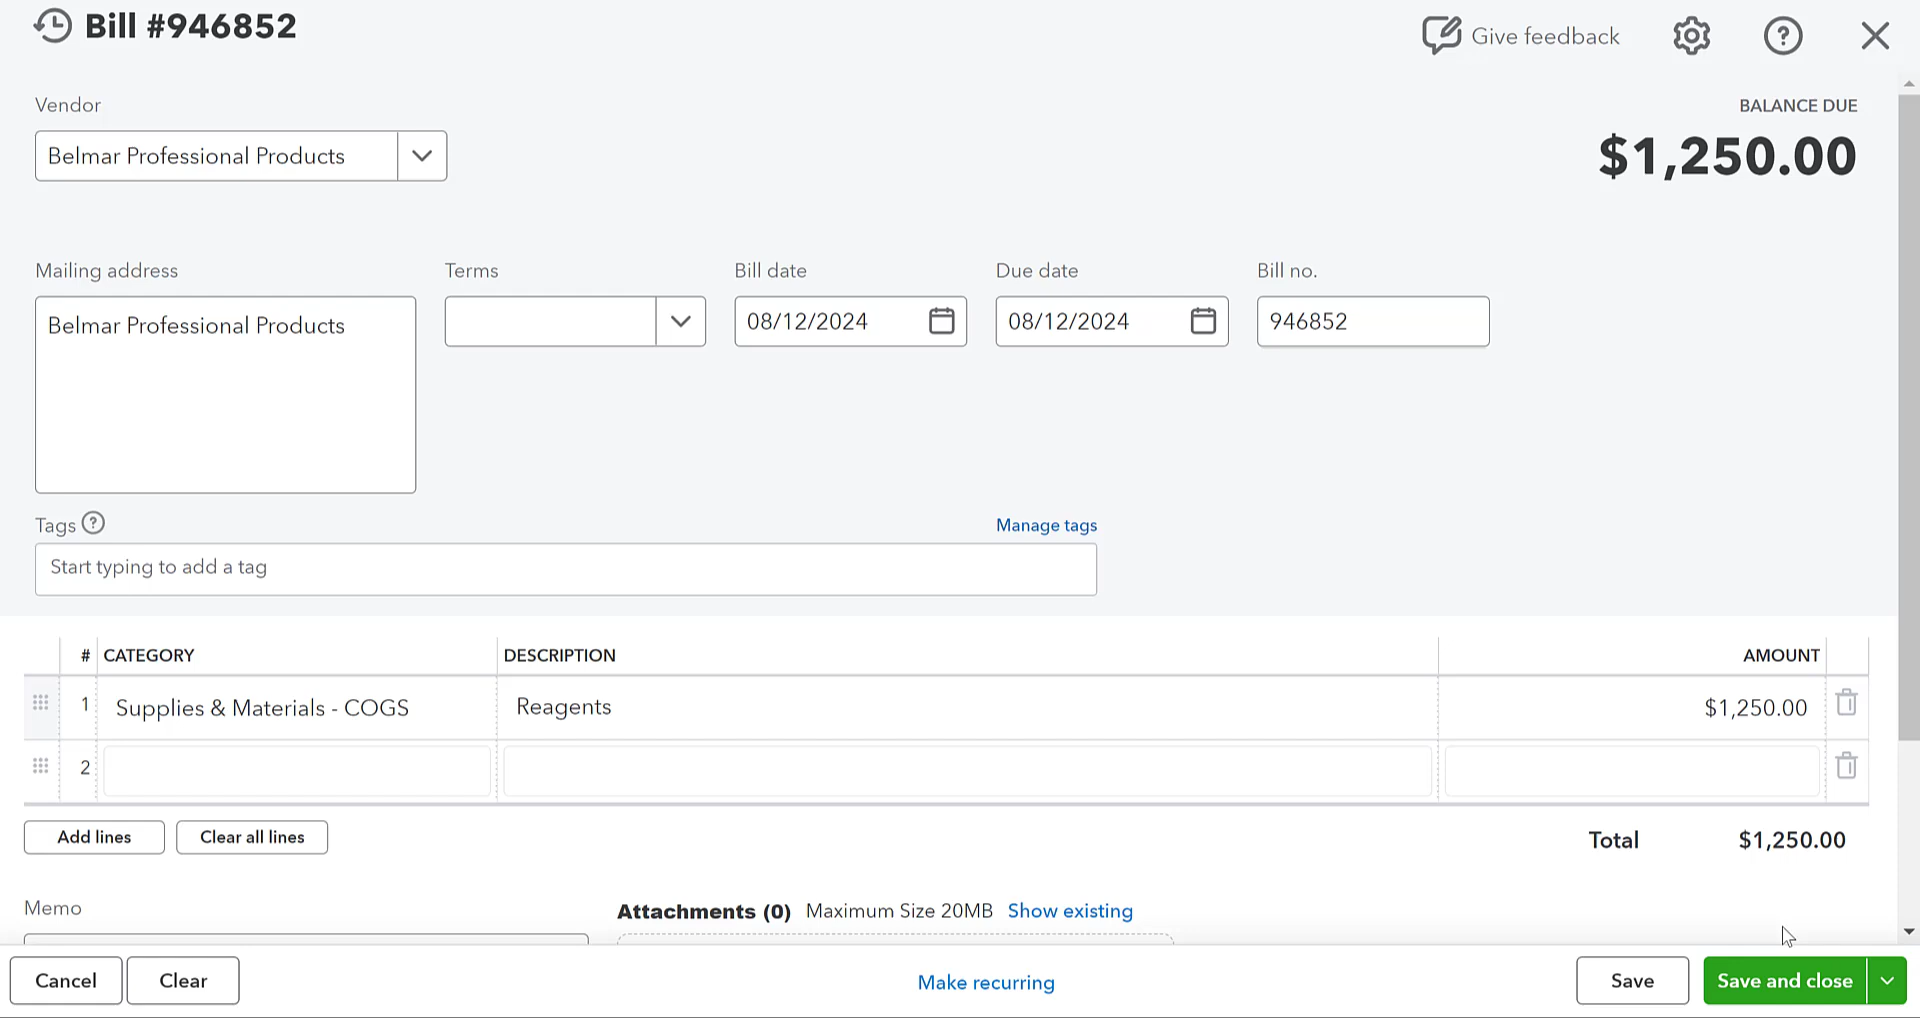 Bill #946852
Give feedback
Vendor
BALANCE DUE
Belmar Professional Products
$1,250.00
Mailing address
Terms
Bill date
Due date
Bill no.
Belmar Professional Products
08/12/2024
08/12/2024
946852
Tags
Manage tags
Start typing to add a tag
# CATEGORY DESCRIPTION AMOUNT
1 Supplies & Materials - COGS Reagents $1,250.00
2
Add lines
Clear all lines
Total $1,250.00
Memo
Attachments (0) Maximum Size 20MB Show existing
Cancel
Clear
Make recurring
Save
Save and close